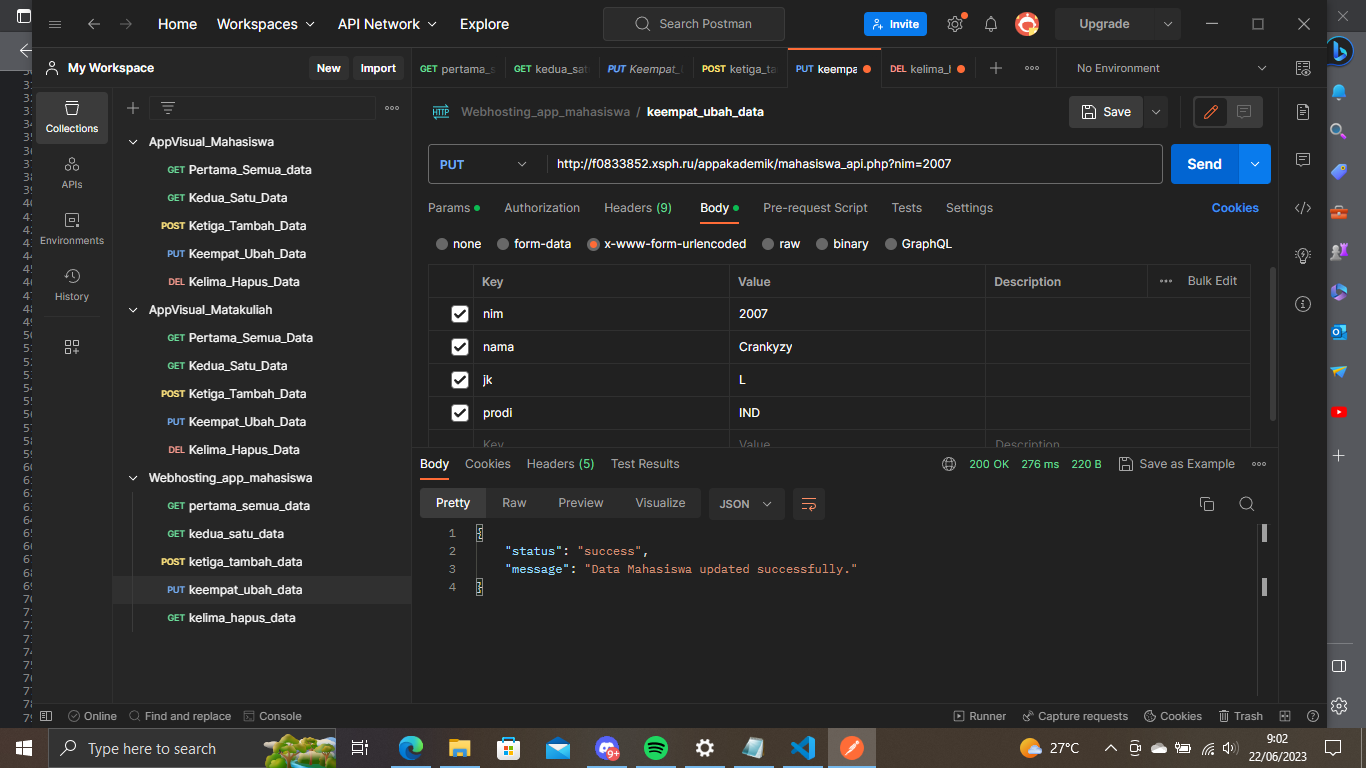 Home Workspaces API Network Explore Search Postman Invite Upgrade
My Workspace New Import
GET pertama_s GET kedua_sat PUT Keempat_ POST ketiga_ta PUT keempa DEL kelima_l No Environment
Collections
APIs
Environments
History
AppVisual_Mahasiswa
GET Pertama_Semua_data
GET Kedua_Satu_Data
POST Ketiga_Tambah_Data
PUT Keempat_Ubah_Data
DEL Kelima_Hapus_Data
AppVisual_Matakuliah
GET Pertama_Semua_Data
GET Kedua_Satu_Data
POST Ketiga_Tambah_Data
PUT Keempat_Ubah_Data
DEL Kelima_Hapus_Data
Webhosting_app_mahasiswa
GET pertama_semua_data
GET kedua_satu_data
POST ketiga_tambah_data
PUT keempat_ubah_data
GET kelima_hapus_data
HTTP Webhosting_app_mahasiswa / keempat_ubah_data Save
PUT http://f0833852.xsph.ru/appakademik/mahasiswa_api.php?nim=2007 Send
Params Authorization Headers (9) Body Pre-request Script Tests Settings Cookies
none form-data x-www-form-urlencoded raw binary GraphQL
Key Value Description Bulk Edit
nim 2007
nama Crankyzy
jk L
prodi IND
Key Value Description
Body Cookies Headers (5) Test Results 200 OK 276 ms 220 B Save as Example
Pretty Raw Preview Visualize JSON
1 {
2 "status": "success",
3 "message": "Data Mahasiswa updated successfully."
4 }
Online Find and replace Console Runner Capture requests Cookies Trash
Type here to search 9+ 27°C 9:02
22/06/2023